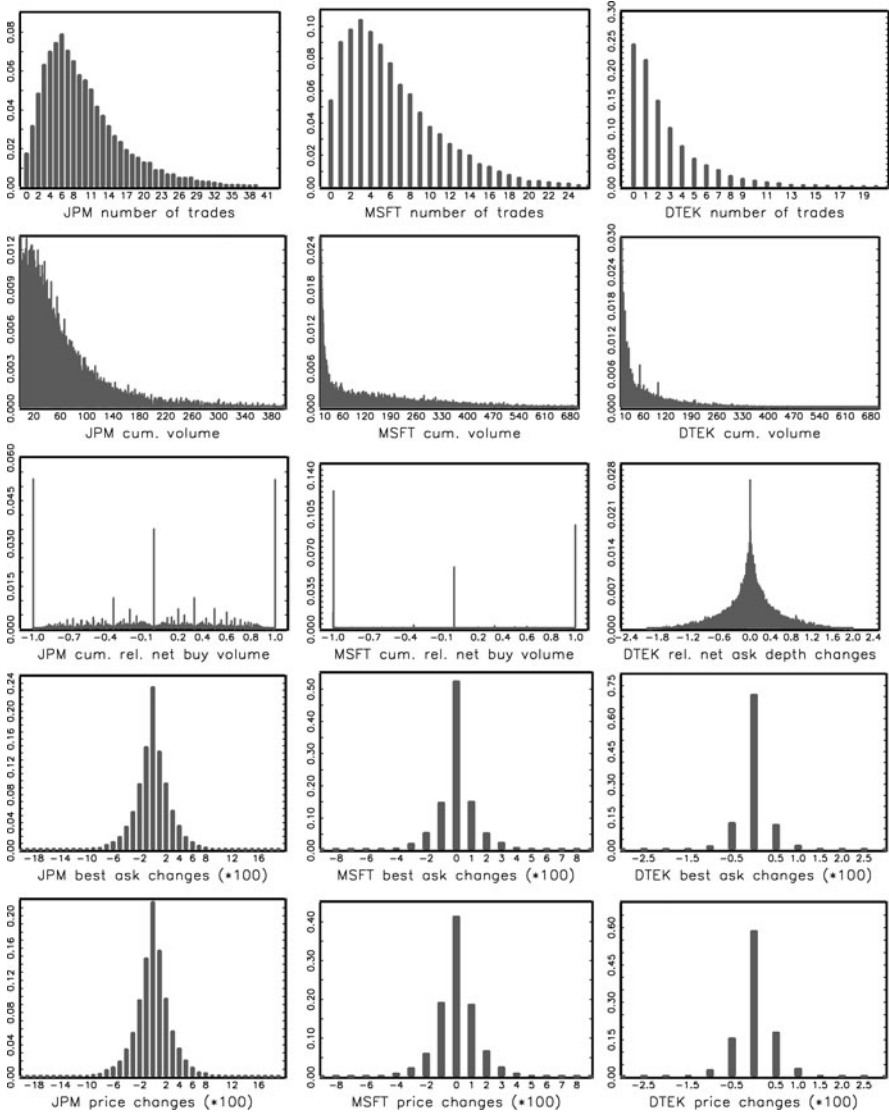 0.00 0.02 0.04 0.06 0.08
0 2 4 6 8 11 14 17 20 23 26 29 32 35 38 41
JPM number of trades
0.00 0.02 0.04 0.06 0.08 0.10
0 2 4 6 8 10 12 14 16 18 20 22 24
MSFT number of trades
0.00 0.05 0.10 0.15 0.20 0.25 0.30
0 1 2 3 4 5 6 7 8 9 11 13 15 17 19
DTEK number of trades
0.000 0.003 0.006 0.009 0.012
20 60 100 140 200 240 300 340 380
JPM cum. volume
0.000 0.006 0.012 0.018 0.024
10 60 120 190 260 330 400 470 540 610 680
MSFT cum. volume
0.000 0.006 0.012 0.018 0.024 0.030
10 60 120 190 260 330 400 470 540 610 680
DTEK cum. volume
0.000 0.015 0.030 0.045 0.060
-1.0 -0.7 -0.4 -0.1 0.2 0.4 0.6 0.8 1.0
JPM cum. rel. net buy volume
0.000 0.035 0.070 0.105 0.140
-1.0 -0.7 -0.4 -0.1 0.2 0.4 0.6 0.8 1.0
MSFT cum. rel. net buy volume
0.000 0.007 0.014 0.021 0.028
-2.4 -1.8 -1.2 -0.6 0.0 0.4 0.8 1.2 1.6 2.0 2.4
DTEK rel. net ask depth changes
0.00 0.04 0.08 0.12 0.16 0.20 0.24
-18 -14 -10 -6 -2 2 4 6 8 12 16
JPM best ask changes (*100)
0.00 0.10 0.20 0.30 0.40 0.50
-8 -6 -4 -2 0 1 2 3 4 5 6 7 8
MSFT best ask changes (*100)
0.00 0.15 0.30 0.45 0.60 0.75
-2.5 -1.5 -0.5 0.5 1.0 1.5 2.0 2.5
DTEK best ask changes (*100)
0.00 0.04 0.08 0.12 0.16 0.20
-18 -14 -10 -6 -2 2 4 6 8 12 16
JPM price changes (*100)
0.00 0.10 0.20 0.30 0.40
-8 -6 -4 -2 0 1 2 3 4 5 6 7 8
MSFT price changes (*100)
0.00 0.15 0.30 0.45 0.60
-2.5 -1.5 -0.5 0.5 1.0 1.5 2.0 2.5
DTEK price changes (*100)